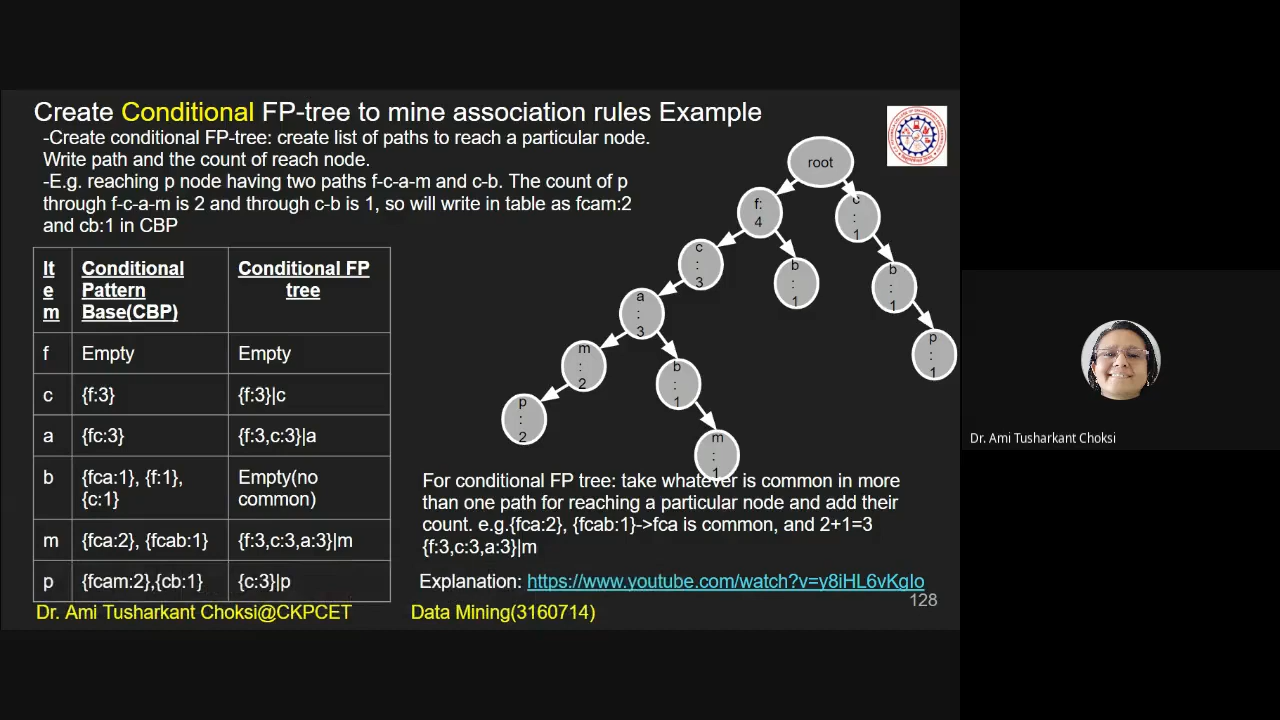 Create Conditional FP-tree to mine association rules Example
-Create conditional FP-tree: create list of paths to reach a particular node.
Write path and the count of reach node.
-E.g. reaching p node having two paths f-c-a-m and c-b. The count of p
through f-c-a-m is 2 and through c-b is 1, so will write in table as fcam:2
and cb:1 in CBP
It
e
m
Conditional
Pattern
Base(CBP)
Conditional FP
tree
f
Empty
Empty
c
{f:3}
{f:3}|c
a
{fc:3}
{f:3,c:3}|a
b
{fca:1}, {f:1},
{c:1}
Empty(no
common)
m
{fca:2}, {fcab:1}
{f:3,c:3,a:3}|m
p
{fcam:2},{cb:1}
{c:3}|p
root
f:
4
c
:
1
c
:
3
b
:
1
b
:
1
a
:
3
p
:
1
m
:
2
b
:
1
p
:
2
m
:
1
For conditional FP tree: take whatever is common in more
than one path for reaching a particular node and add their
count. e.g.{fca:2}, {fcab:1}->fca is common, and 2+1=3
{f:3,c:3,a:3}|m
Explanation: https://www.youtube.com/watch?v=y8iHL6vKgIo
128
Dr. Ami Tusharkant Choksi@CKPCET
Data Mining(3160714)
Dr. Ami Tusharkant Choksi